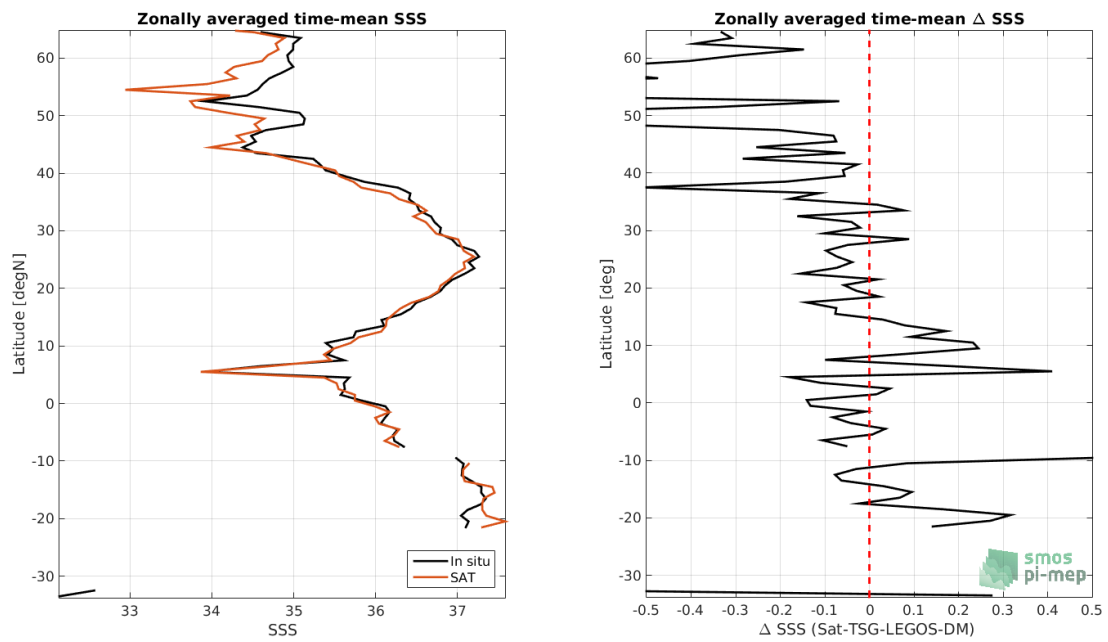 Zonally averaged time-mean SSS
60
50
40
30
20
10
0
-10
-20
-30
Latitude [degN]
33 34 35 36 37
SSS
In situ
SAT
Zonally averaged time-mean Δ SSS
60
50
40
30
20
10
0
-10
-20
-30
Latitude [deg]
-0.5 -0.4 -0.3 -0.2 -0.1 0 0.1 0.2 0.3 0.4 0.5
Δ SSS (Sat-TSG-LEGOS-DM)
smos
pi-mep